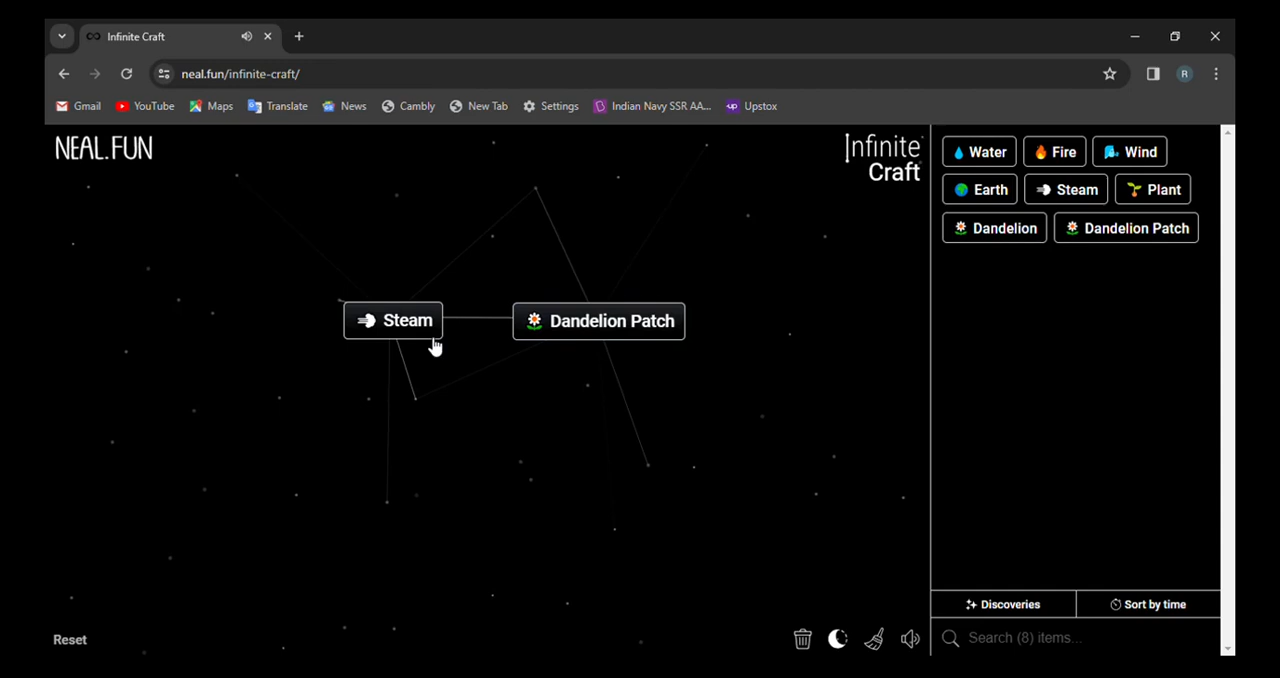 Infinite Craft
neal.fun/infinite-craft/
R
Gmail YouTube Maps Translate News Cambly New Tab Settings Indian Navy SSR AA... up Upstox
NEAL.FUN
Infinite
Craft
Water Fire Wind
Earth Steam Plant
Dandelion Dandelion Patch
Steam Dandelion Patch
Discoveries Sort by time
Reset
Search (8) items...